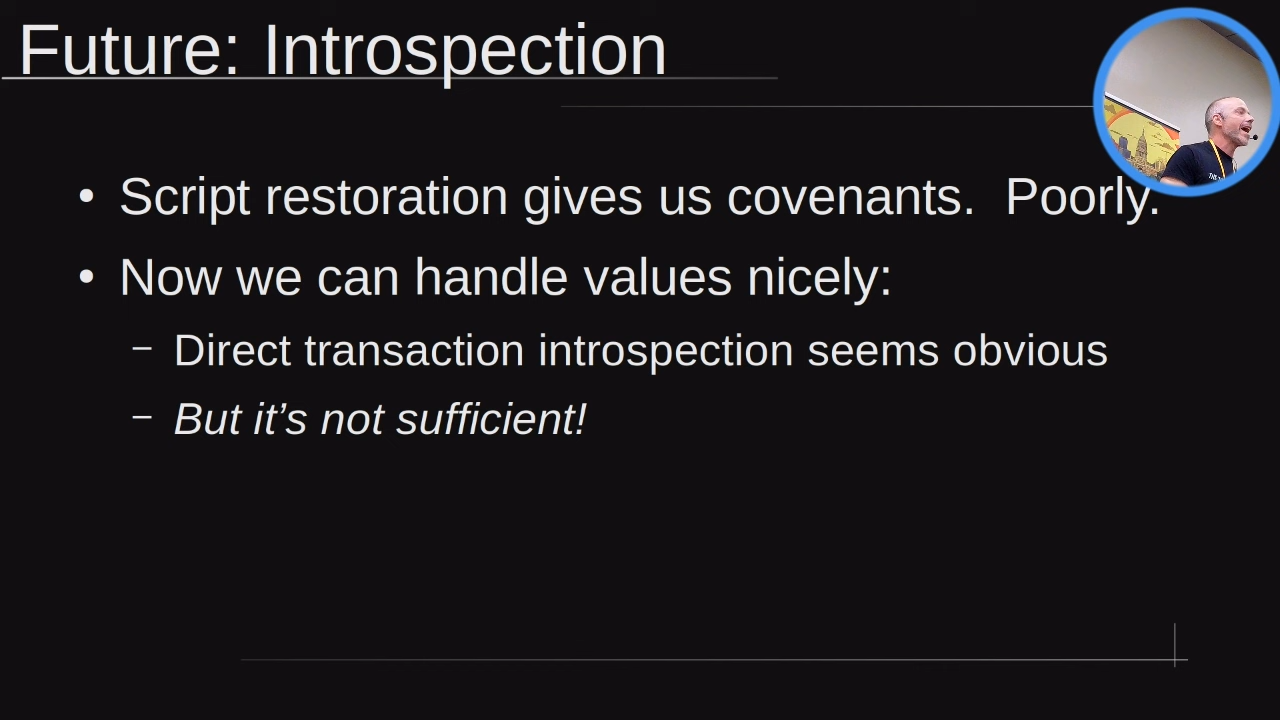 Future: Introspection
• Script restoration gives us covenants.  Poorly.
• Now we can handle values nicely:
– Direct transaction introspection seems obvious
– But it’s not sufficient!